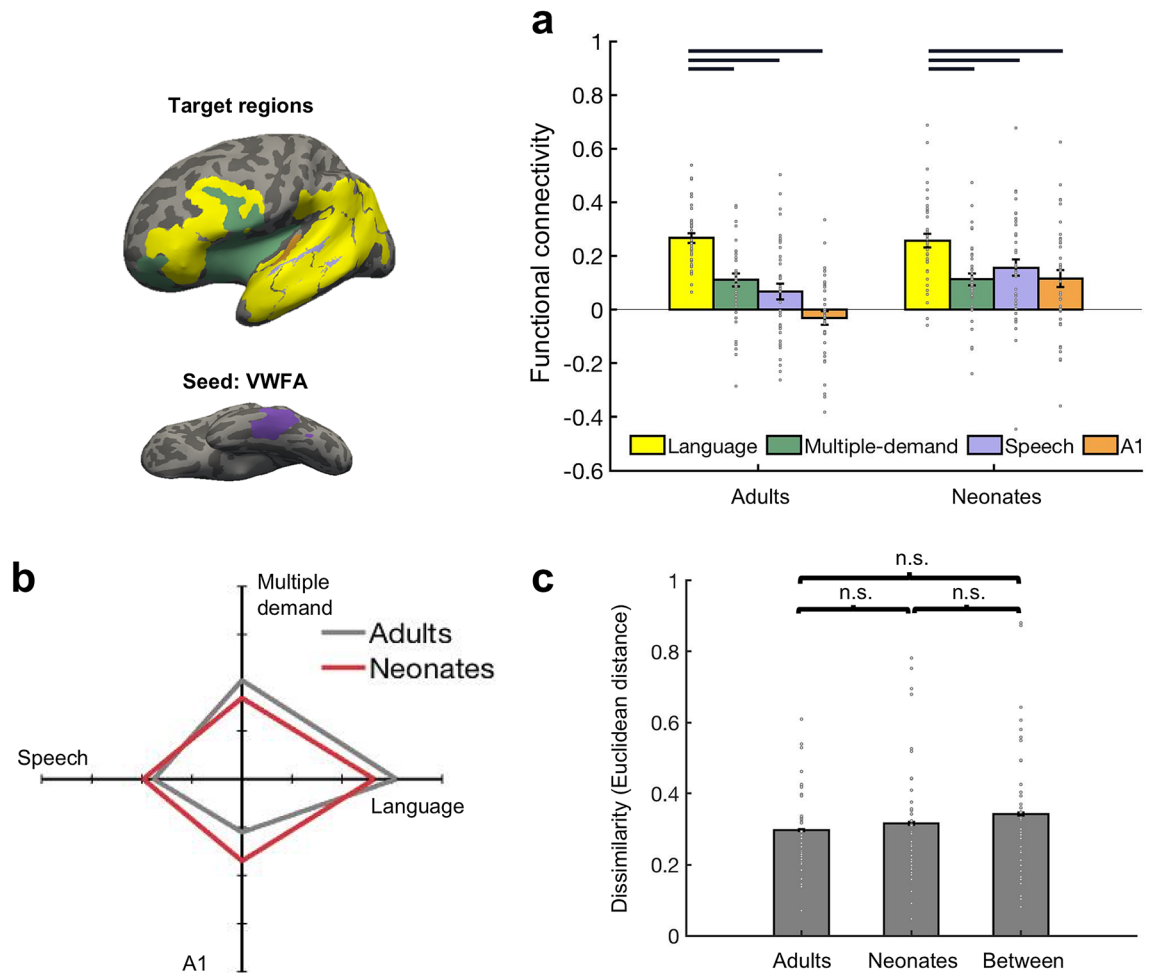 a
Target regions
Seed: VWFA
Functional connectivity
1
0.8
0.6
0.4
0.2
0
-0.2
-0.4
-0.6
Language
Multiple-demand
Speech
A1
Adults
Neonates
b
Multiple
demand
Adults
Neonates
Speech
Language
A1
c
n.s.
n.s.
n.s.
Dissimilarity (Euclidean distance)
1
0.8
0.6
0.4
0.2
0
Adults
Neonates
Between